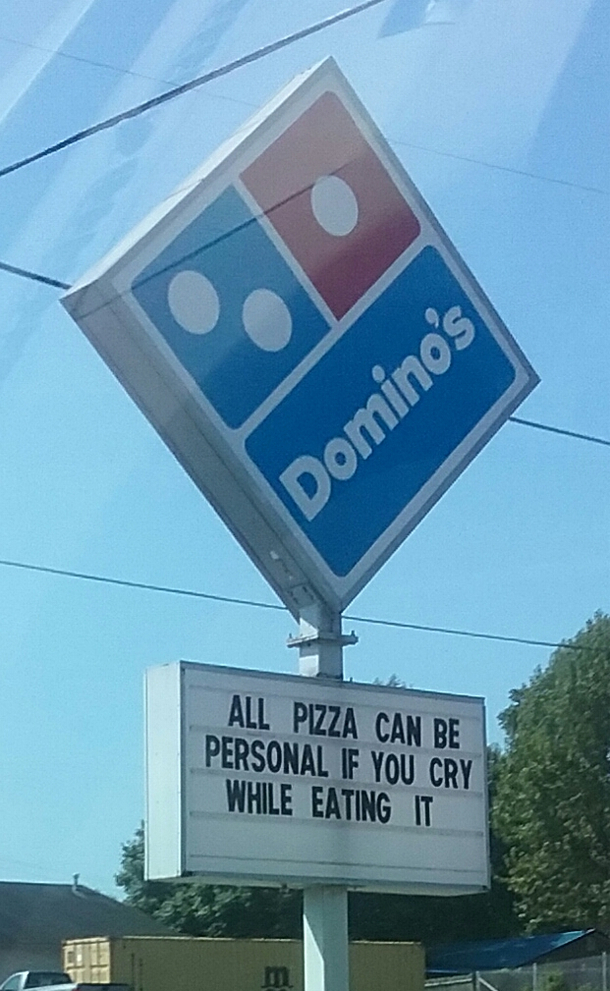 Domino's
ALL PIZZA CAN BE
PERSONAL IF YOU CRY
WHILE EATING IT
m